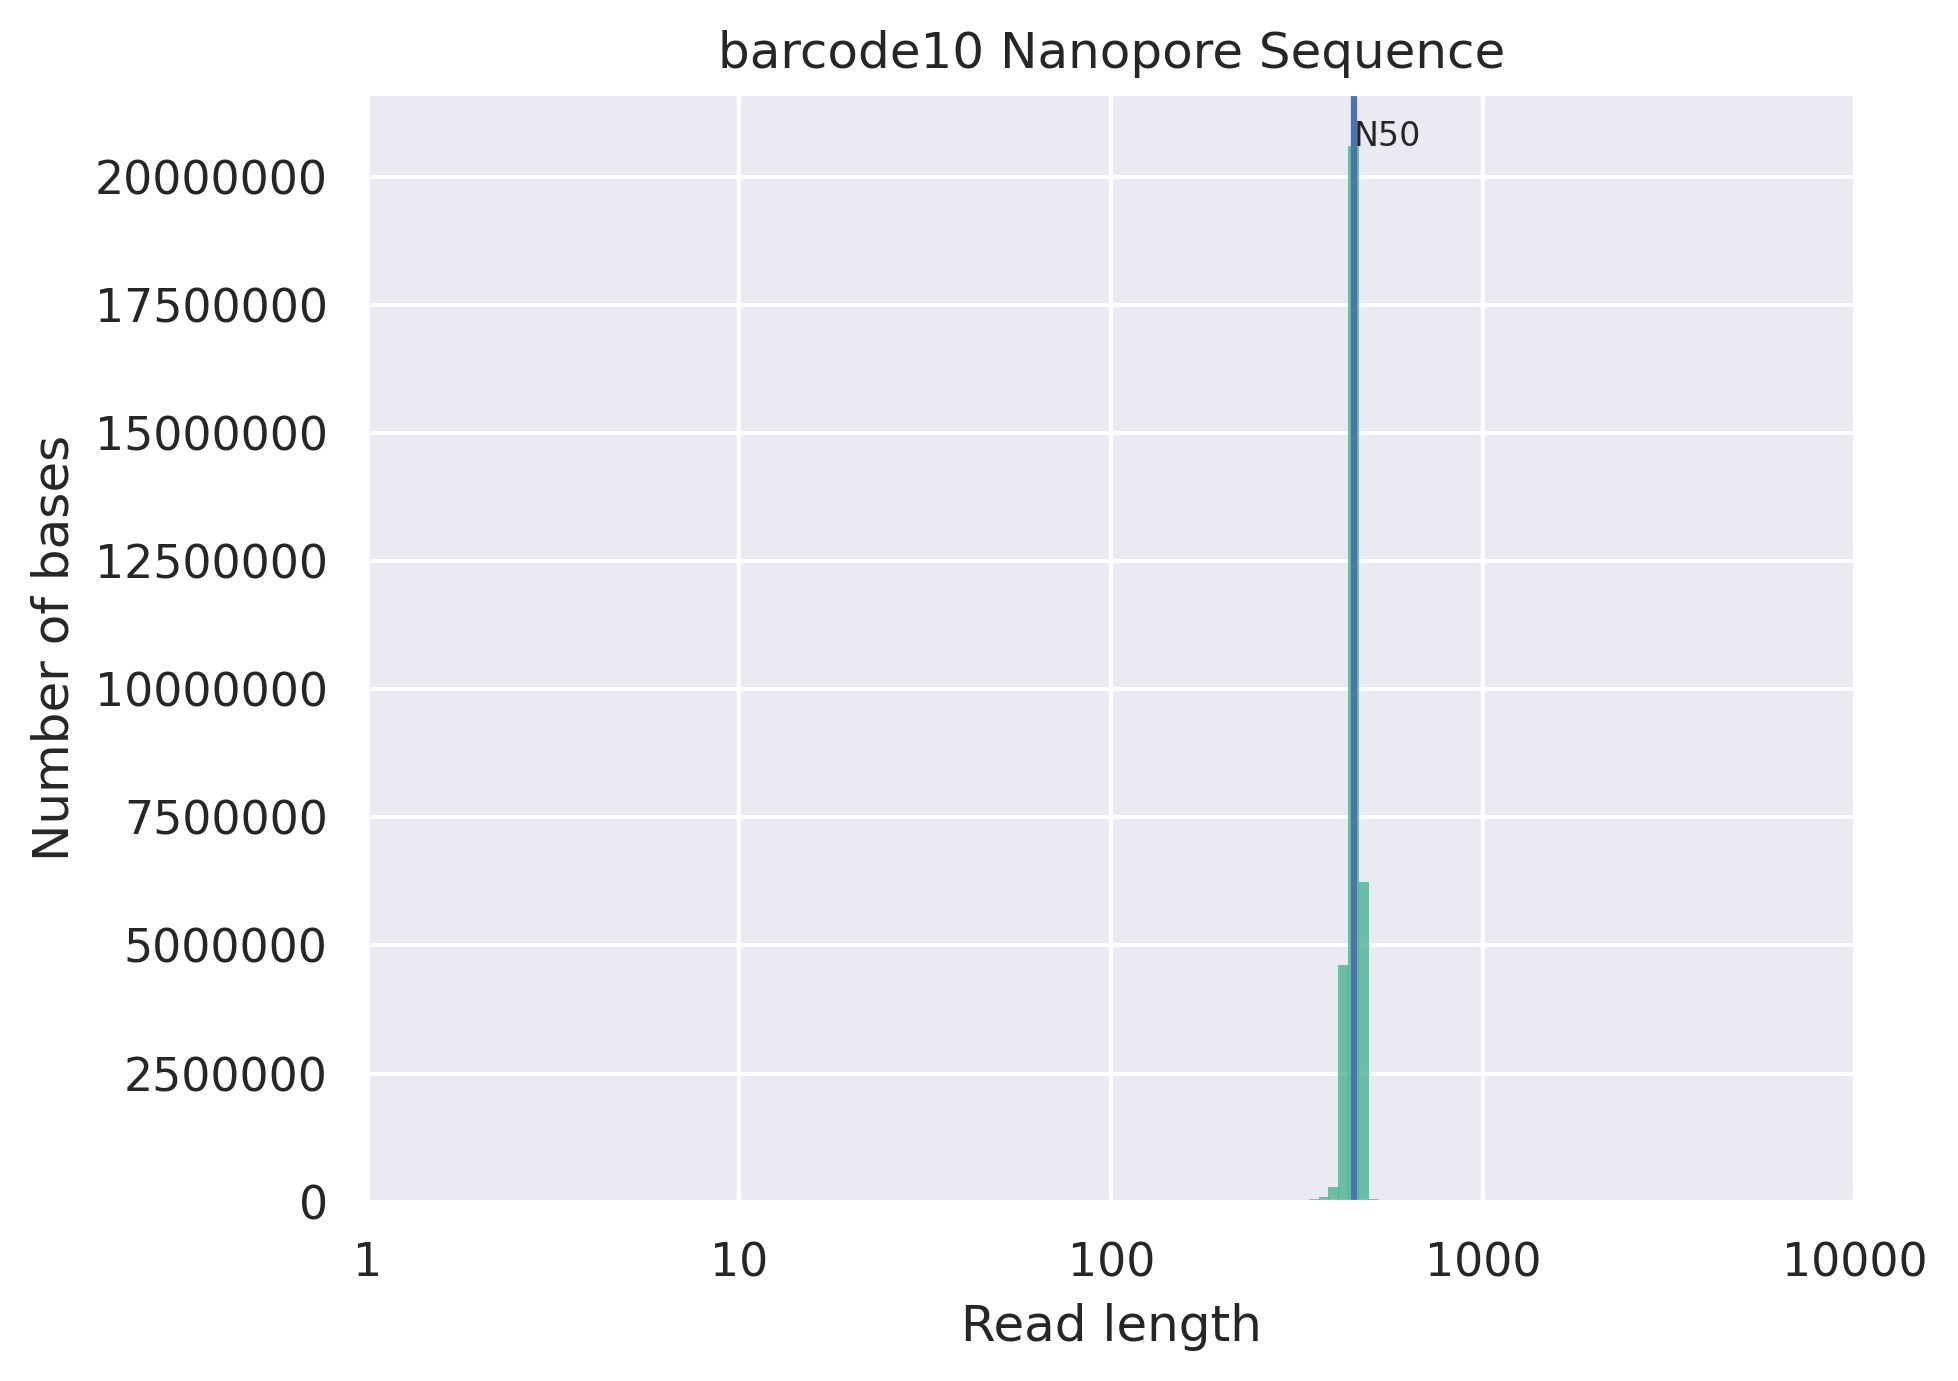 barcode10 Nanopore Sequence
N50
20000000
17500000
15000000
12500000
10000000
7500000
5000000
2500000
0
Number of bases
1 10 100 1000 10000
Read length